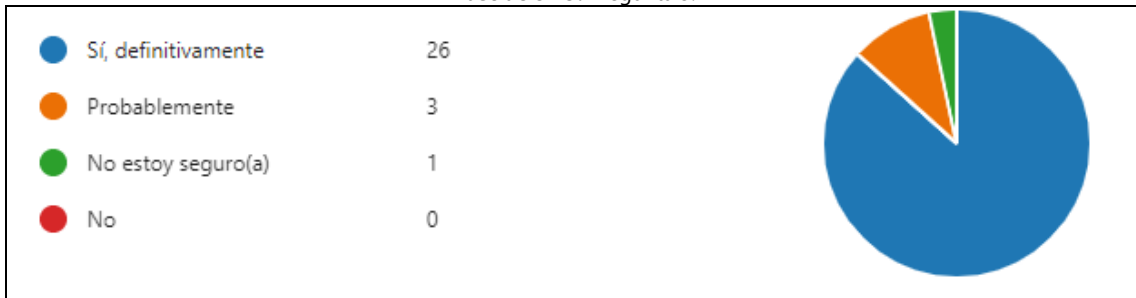 Sí, definitivamente 26
Probablemente 3
No estoy seguro(a) 1
No 0